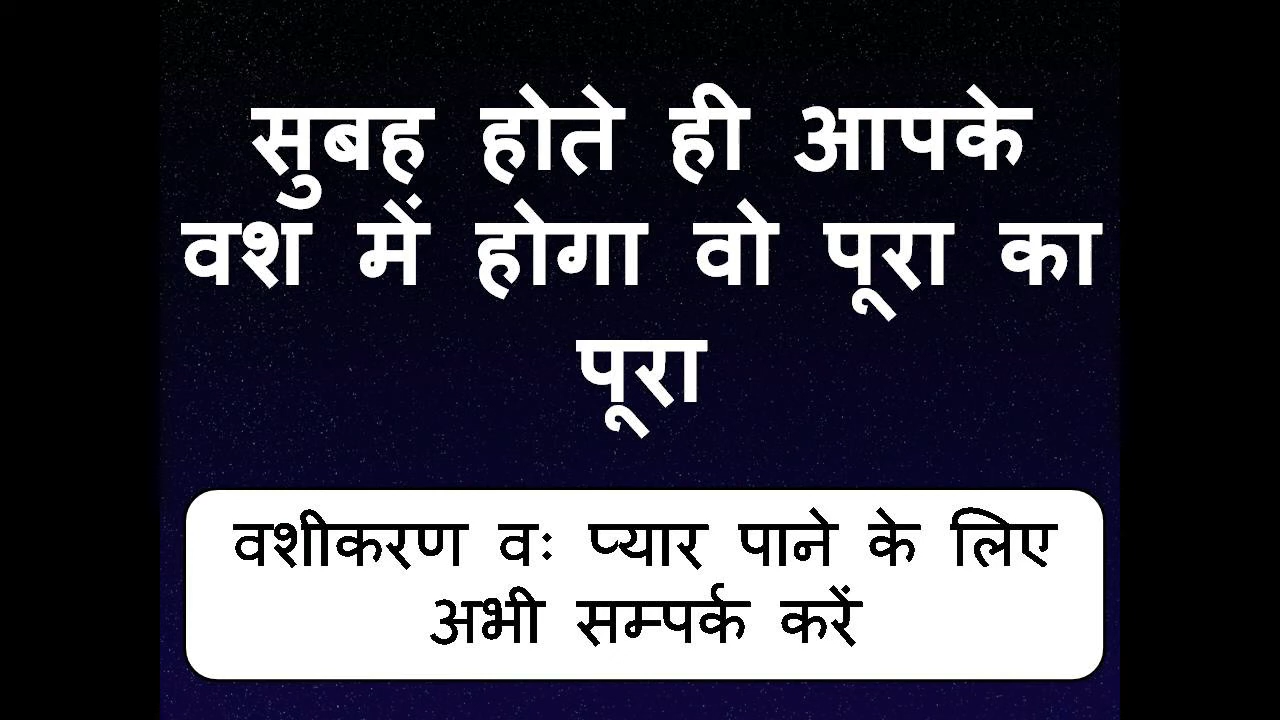 सुबह होते ही आपके
वश में होगा वो पूरा का
पूरा
वशीकरण वः प्यार पाने के लिए
अभी सम्पर्क करें